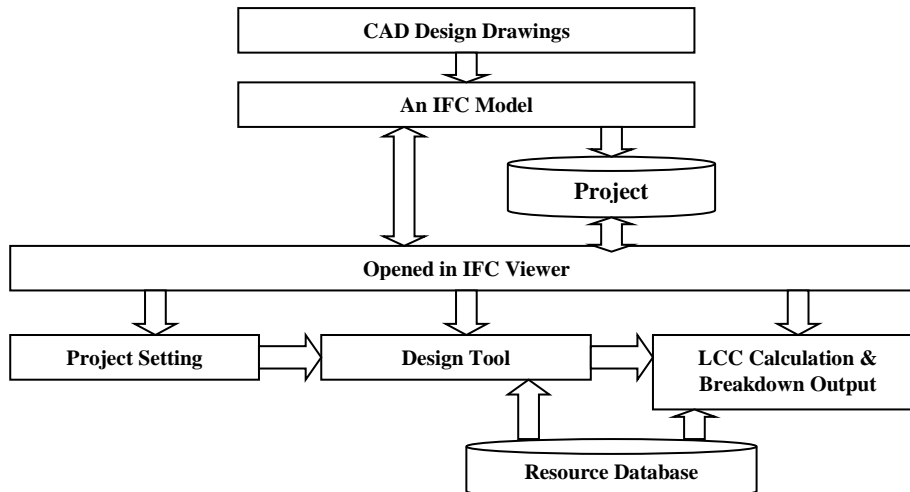 CAD Design Drawings
An IFC Model
Project
Opened in IFC Viewer
Project Setting
Design Tool
LCC Calculation &
Breakdown Output
Resource Database